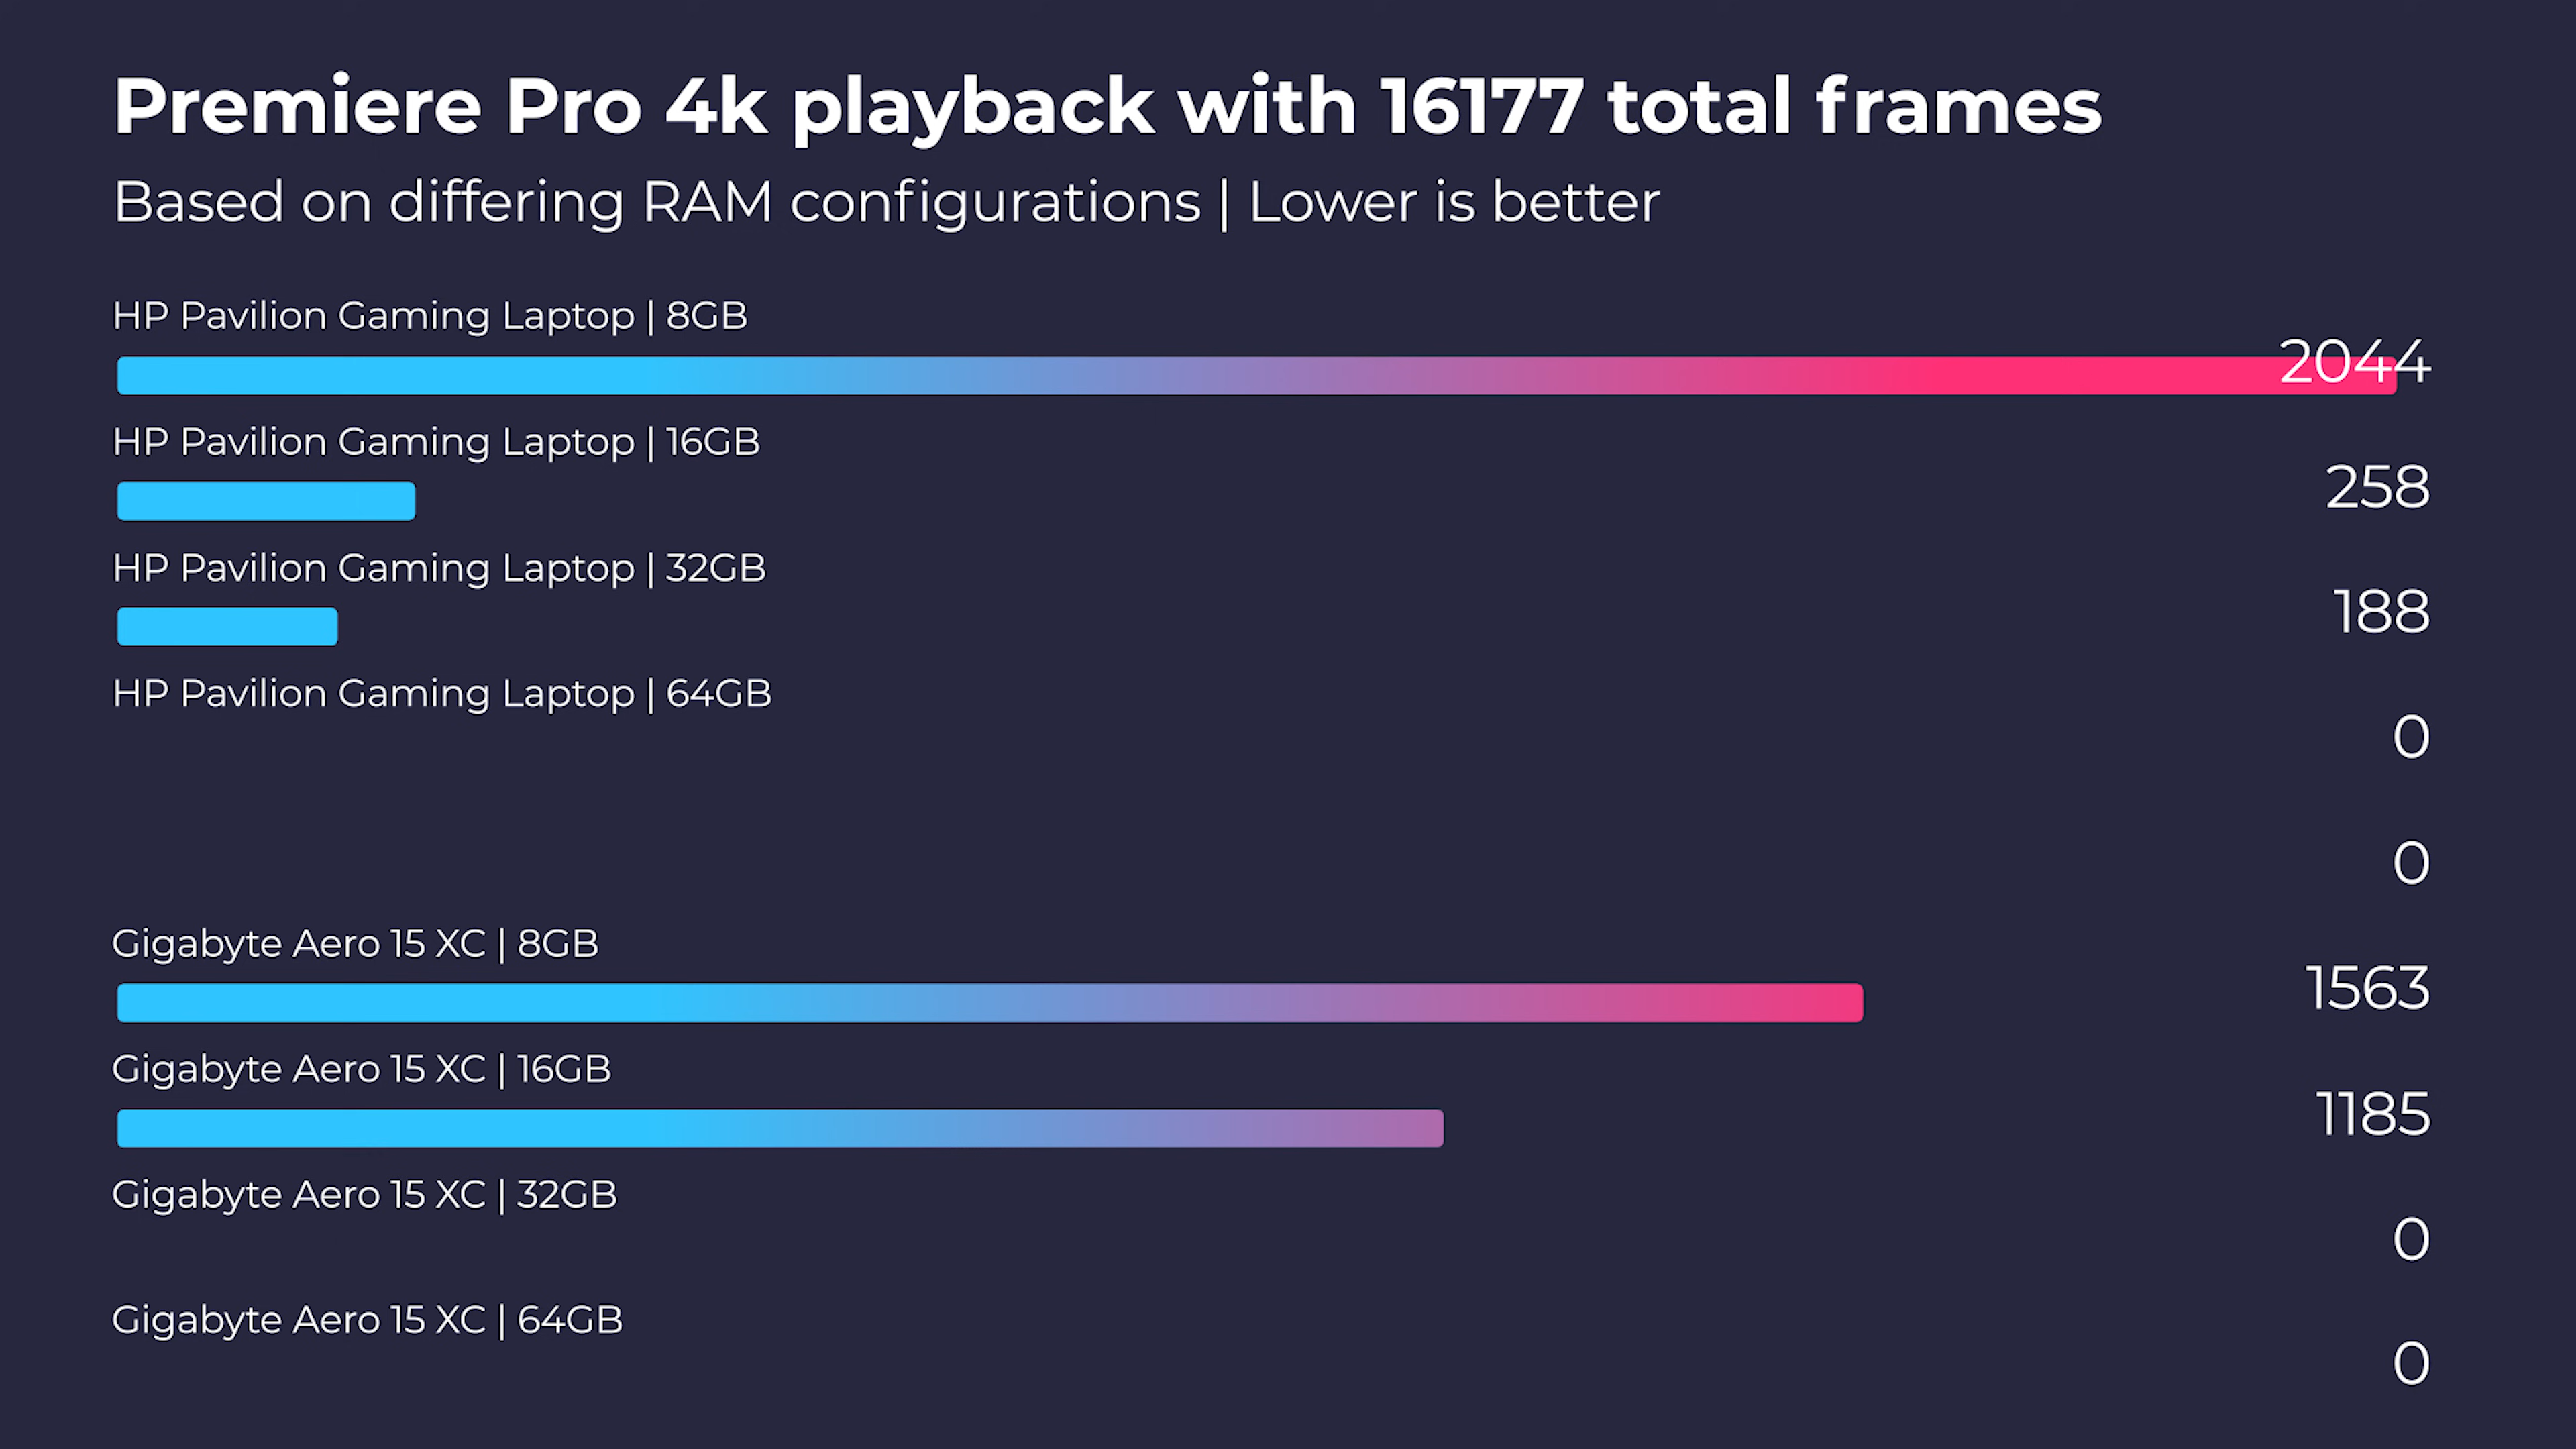 Premiere Pro 4k playback with 16177 total frames
Based on differing RAM configurations | Lower is better
HP Pavilion Gaming Laptop | 8GB
2044
HP Pavilion Gaming Laptop | 16GB
258
HP Pavilion Gaming Laptop | 32GB
188
HP Pavilion Gaming Laptop | 64GB
0
0
Gigabyte Aero 15 XC | 8GB
1563
Gigabyte Aero 15 XC | 16GB
1185
Gigabyte Aero 15 XC | 32GB
0
Gigabyte Aero 15 XC | 64GB
0